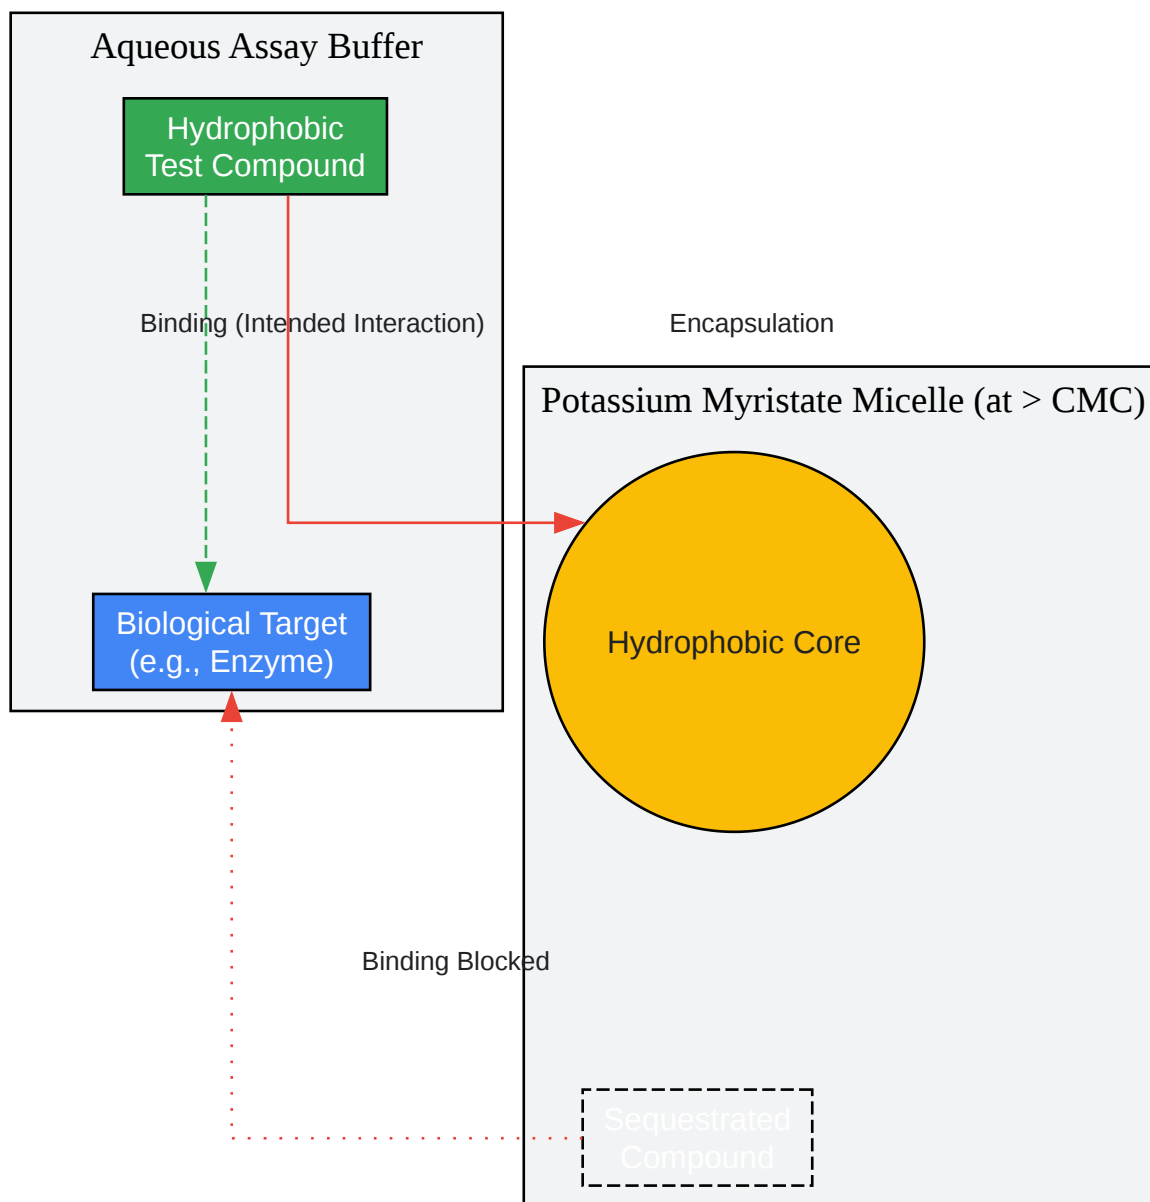 Aqueous Assay Buffer
Hydrophobic
Test Compound
Binding (Intended Interaction)
Encapsulation
Potassium Myristate Micelle (at > CMC)
Hydrophobic Core
Biological Target
(e.g., Enzyme)
Binding Blocked
Sequestrated
Compound